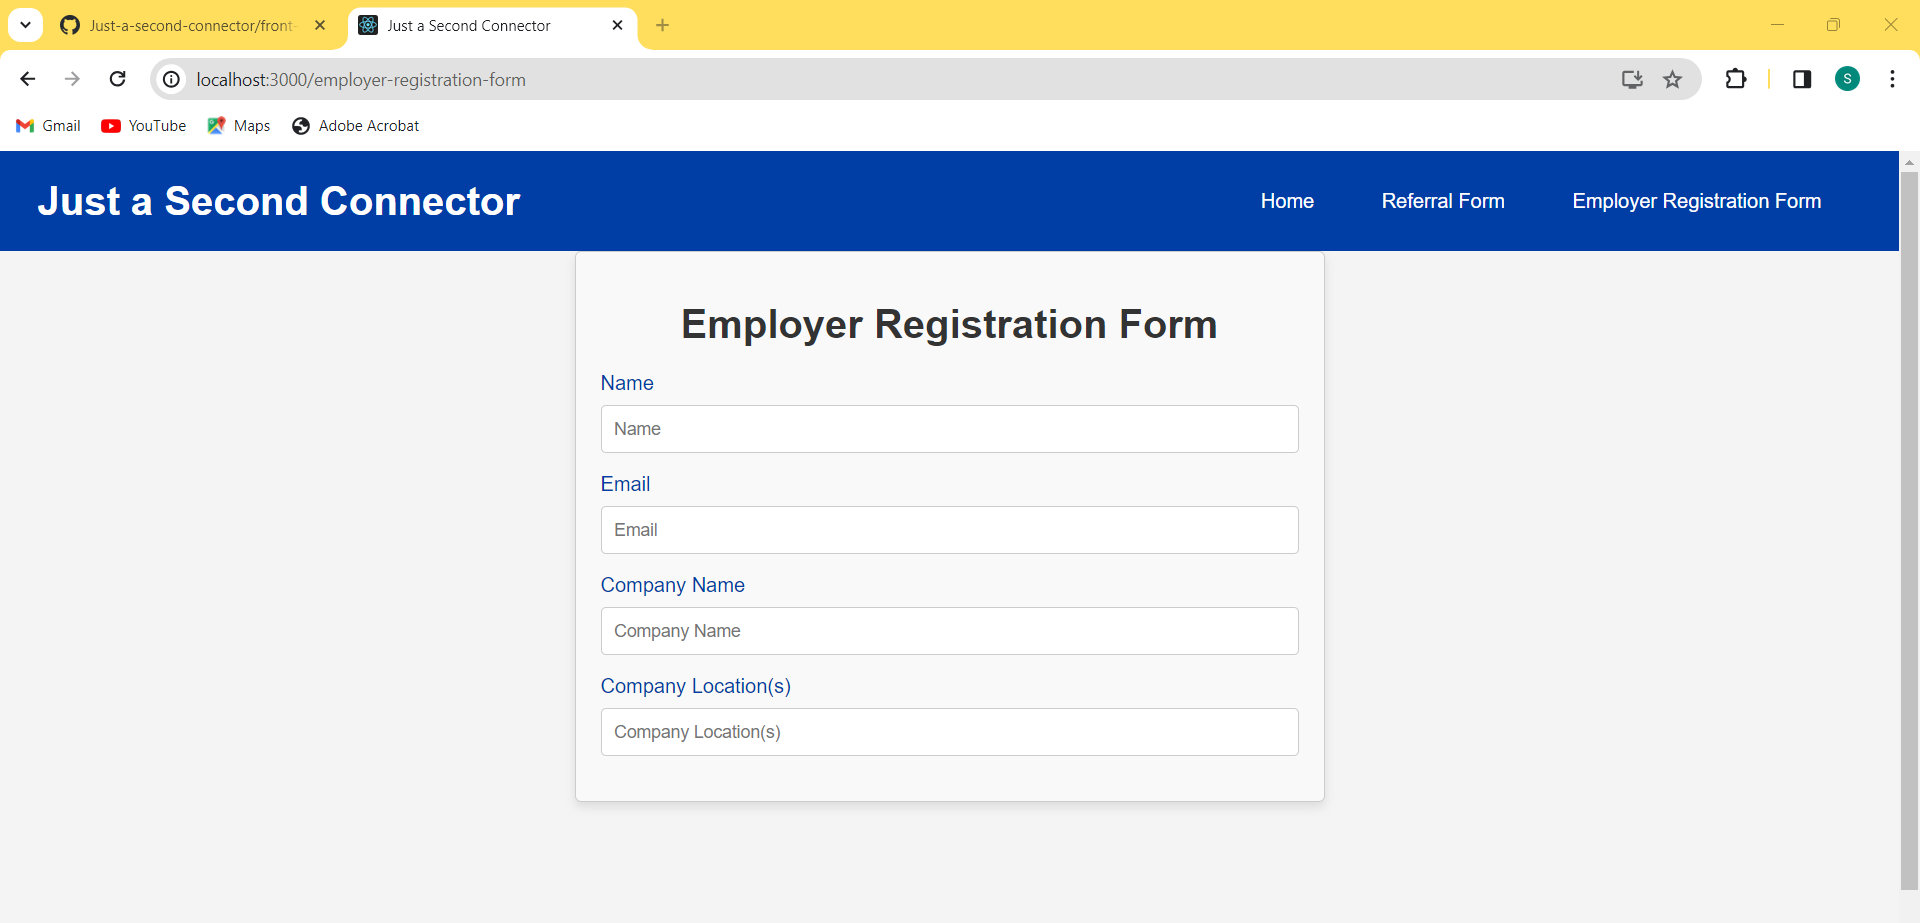 Just-a-second-connector/front-
Just a Second Connector
localhost:3000/employer-registration-form
S
Gmail
YouTube
Maps
Adobe Acrobat
Just a Second Connector
Home
Referral Form
Employer Registration Form
Employer Registration Form
Name
Name
Email
Email
Company Name
Company Name
Company Location(s)
Company Location(s)